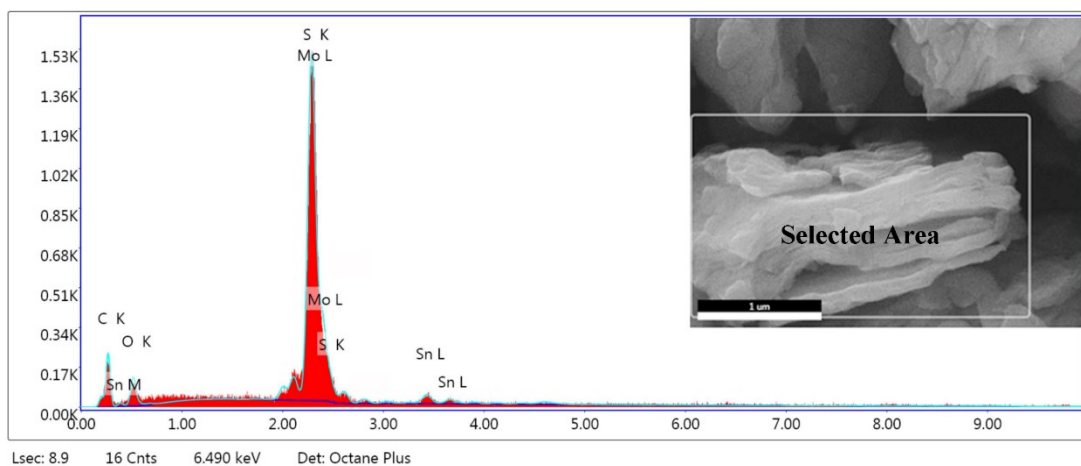 1.53K
1.36K
1.19K
1.02K
0.85K
0.68K
0.51K
0.34K
0.17K
0.00K
S K
Mo L
Mo L
S K
C K
O K
Sn M
Sn L
Sn L
Selected Area
1 um
0.00 1.00 2.00 3.00 4.00 5.00 6.00 7.00 8.00 9.00
Lsec: 8.9 16 Cnts 6.490 keV Det: Octane Plus